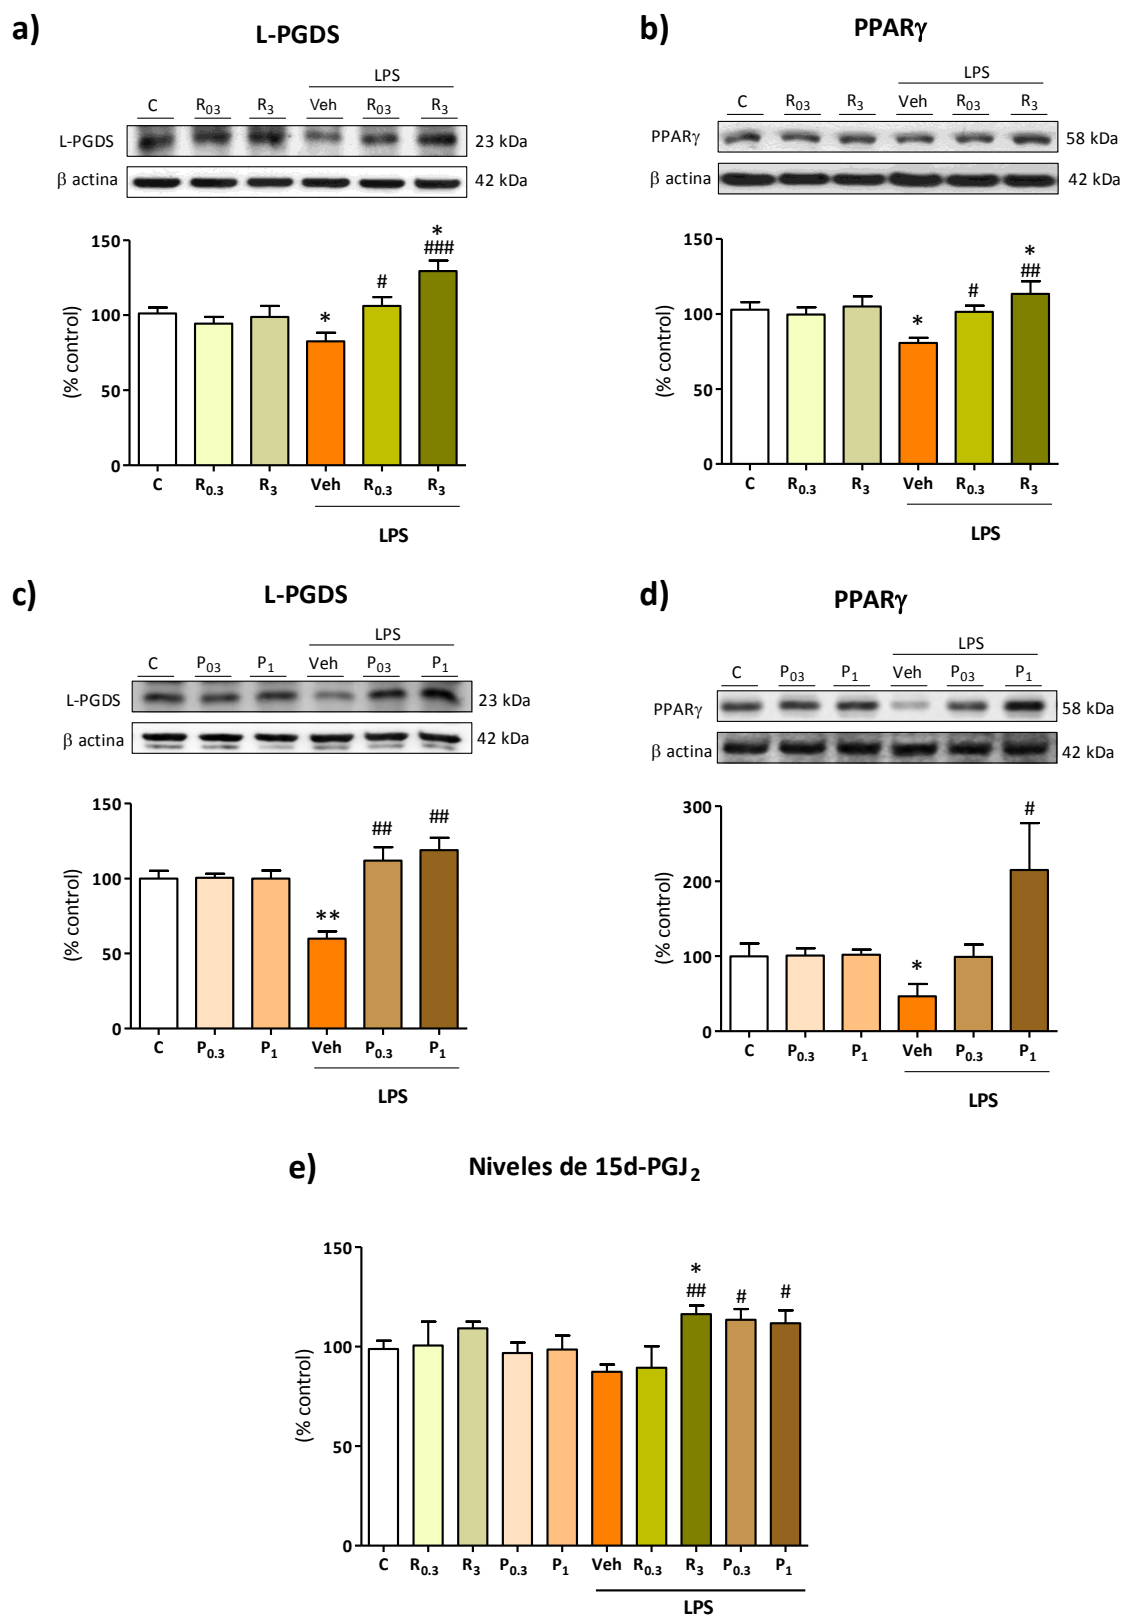 a)
L-PGDS
LPS
C R03 R3 Veh R03 R3
L-PGDS 23 kDa
β actina 42 kDa
150
* 
###
#
*
100
(% control)
50
0
C R0.3 R3 Veh R0.3 R3
LPS
b)
PPARγ
LPS
C R03 R3 Veh R03 R3
PPARγ 58 kDa
β actina 42 kDa
150
*
##
#
*
100
(% control)
50
0
C R0.3 R3 Veh R0.3 R3
LPS
c)
L-PGDS
LPS
C P03 P1 Veh P03 P1
L-PGDS 23 kDa
β actina 42 kDa
150
## ##
**
100
(% control)
50
0
C P0.3 P1 Veh P0.3 P1
LPS
d)
PPARγ
LPS
C P03 P1 Veh P03 P1
PPARγ 58 kDa
β actina 42 kDa
300
#
200
(% control)
100
*
0
C P0.3 P1 Veh P0.3 P1
LPS
e)
Niveles de 15d-PGJ2
150
*
## # #
100
(% control)
50
0
C R0.3 R3 P0.3 P1 Veh R0.3 R3 P0.3 P1
LPS